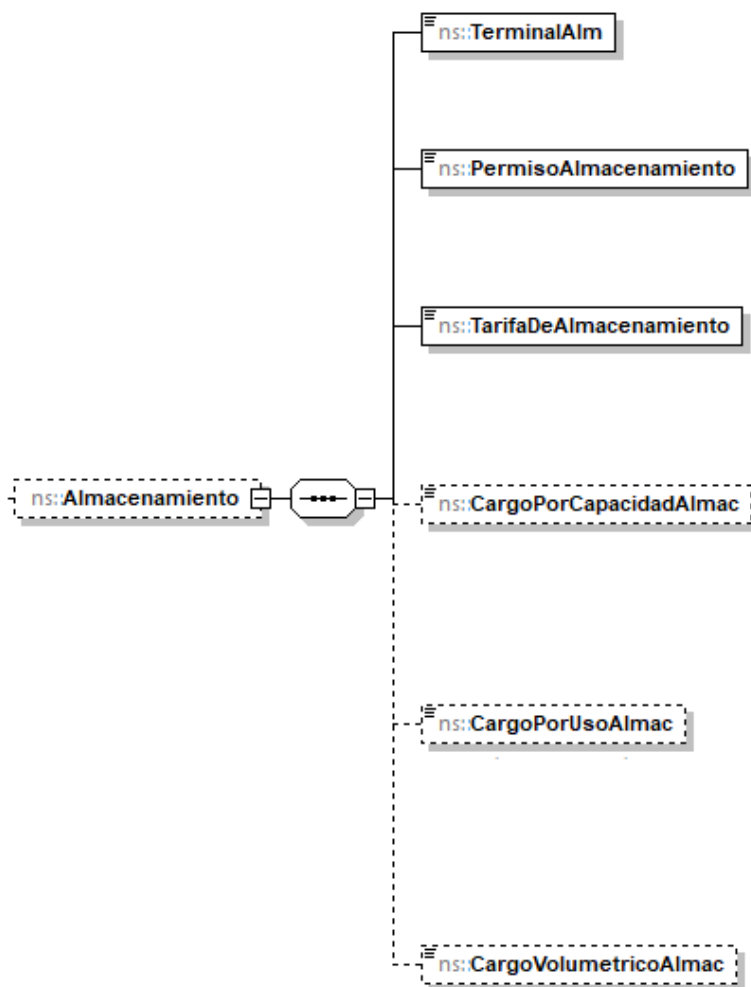 ns::TerminalAlm
ns::PermisoAlmacenamiento
ns::TarifaDeAlmacenamiento
ns::Almacenamiento
ns::CargoPorCapacidadAlmac
ns::CargoPorUsoAlmac
ns::CargoVolumetricoAlmac